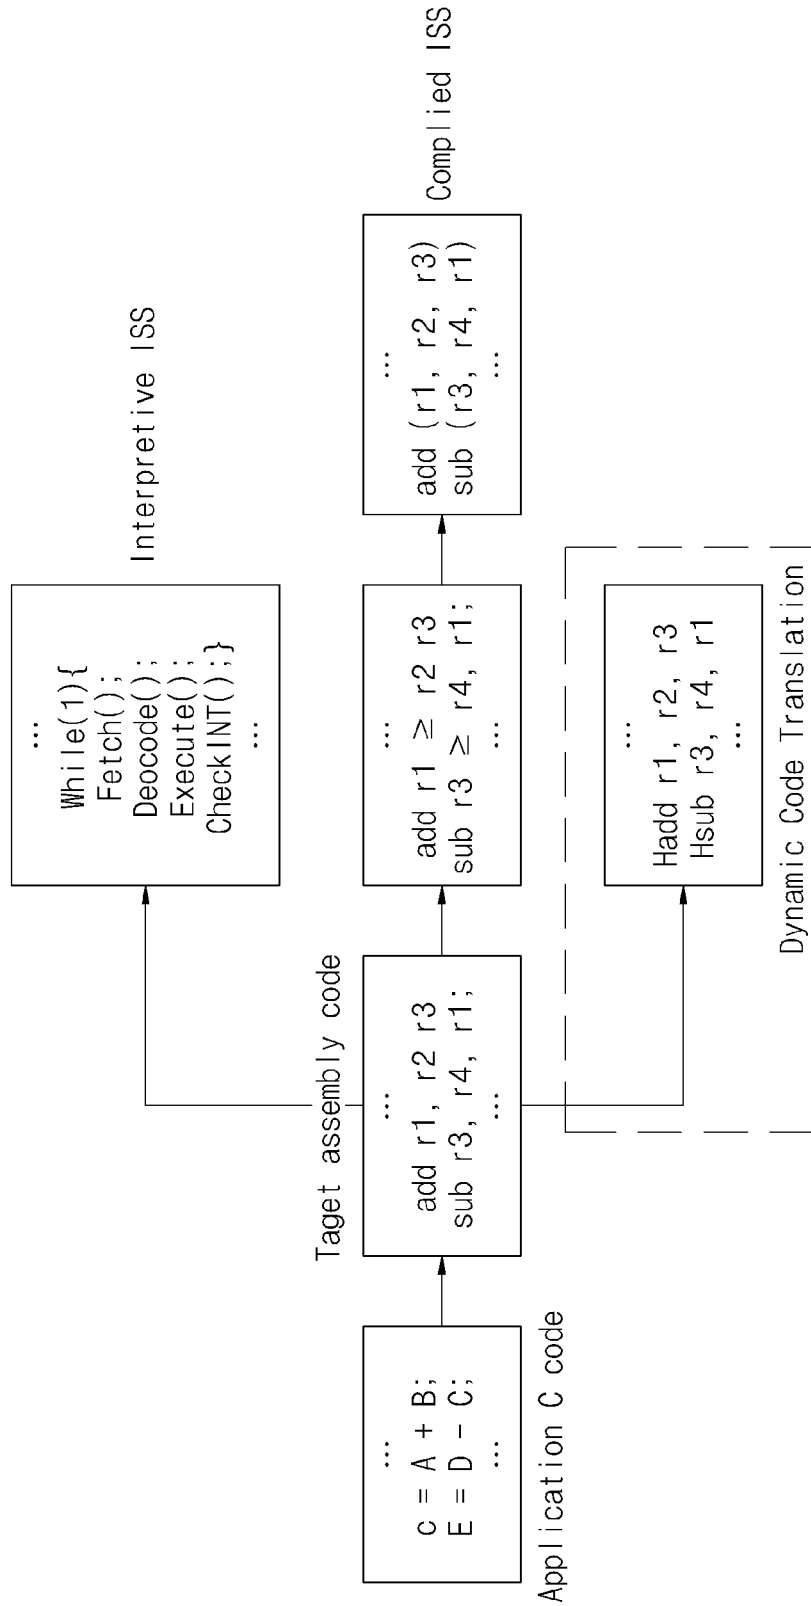 ...
c = A + B;
E = D - C;
...
Application C code
Taget assembly code
...
add r1, r2 r3
sub r3, r4, r1;
...
...
While(1){
Fetch();
Deocode();
Execute();
CheckINT();}
...
Interpretive ISS
...
add r1 ≥ r2 r3
sub r3 ≥ r4, r1;
...
...
add (r1, r2, r3)
sub (r3, r4, r1)
...
Complied ISS
...
Hadd r1, r2, r3
Hsub r3, r4, r1
...
Dynamic Code Translation